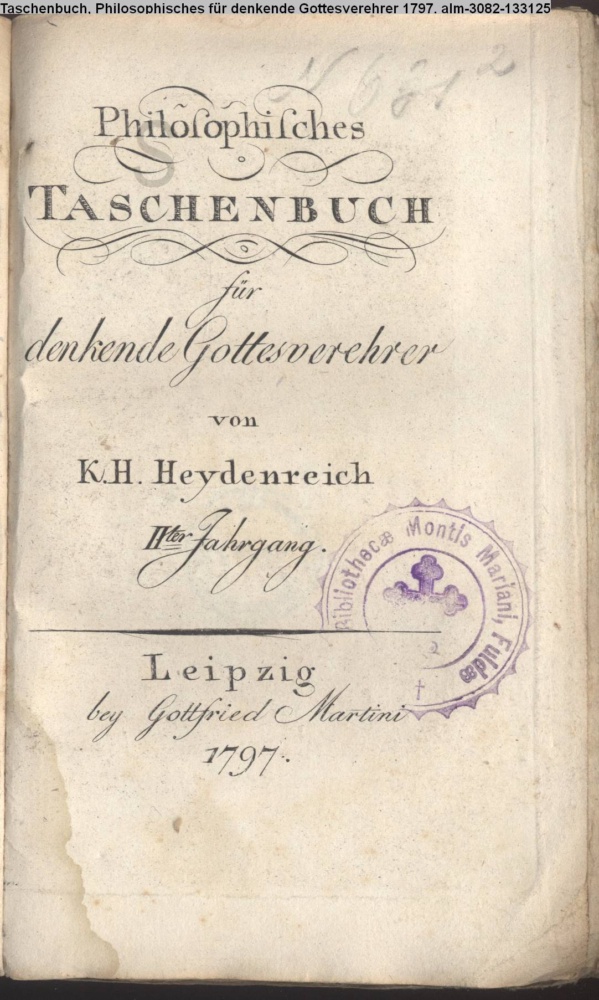 Taschenbuch, Philosophisches für denkende Gottesverehrer 1797. alm-3082-133125
Philoſophiſches
TASCHENBUCH
für
denkende Gottesverehrer
von
K.H. Heydenreich
IIter Jahrgang.
Bibliothecæ Montis Mariani, Fuldæ
Leipzig
bey Gottfried Martini
1797.